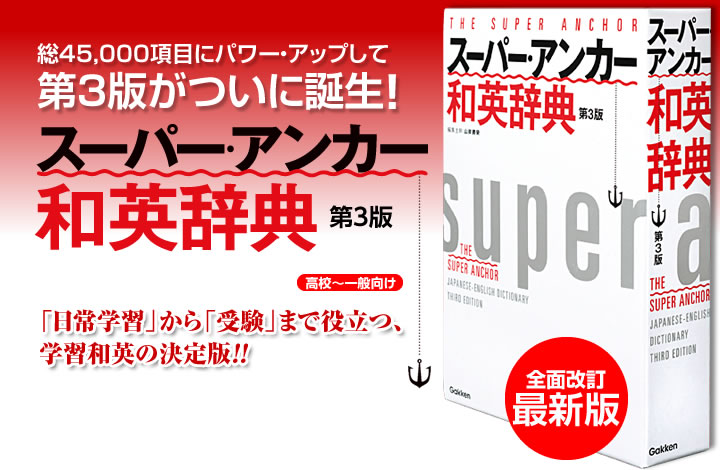 総45,000項目にパワー・アップして
第3版がついに誕生!
スーパー・アンカー
和英辞典 第3版
高校～一般向け
「日常学習」から「受験」まで役立つ、
学習和英の決定版!!
THE SUPER ANCHOR
スーパー・アンカー
和英辞典 第3版
super
THE
SUPER ANCHOR
JAPANESE-ENGLISH DICTIONARY
THIRD EDITION
Gakken
スーパー・
アンカー
和英
辞典
第3版
a
THE
SUPER ANCHOR
JAPANESE-ENGLISH
DICTIONARY
THIRD EDITION
Gakken
全面改訂
最新版